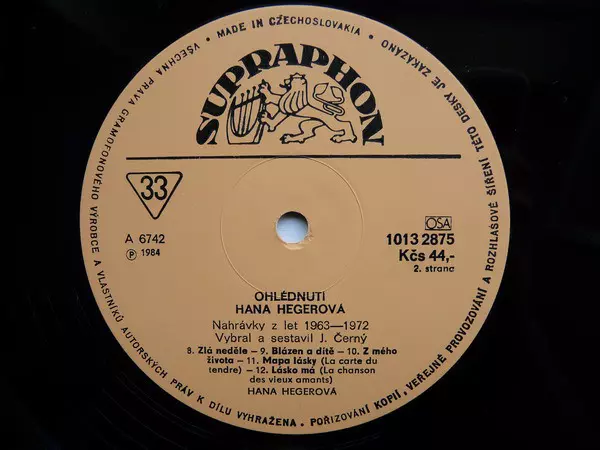 • MADE IN CZECHOSLOVAKIA •
VŠECHNA PRÁVA GRAMOFONOVÉHO VÝROBCE A VLASTNÍKŮ AUTORSKÝCH PRÁV K DÍLU VYHRAŽENA. POŘIZOVÁNÍ KOPIÍ, VEŘEJNÉ PROVOZOVÁNÍ A ROZHLASOVÉ ŠÍŘENÍ TÉTO DESKY JE ZAKÁZÁNO
SUPRAPHON
33
A 6742
Ⓟ 1984
OSA
1013 2875
Kčs 44,-
2. strana
OHLÉDNUTÍ
HANA HEGEROVÁ
Nahrávky z let 1963—1972
Vybral a sestavil J. Černý
8. Zlá neděle – 9. Blázen a dítě – 10. Z mého
života – 11. Mapa lásky (La carte du
tendre) – 12. Lásko má (La chanson
des vieux amants)
HANA HEGEROVÁ